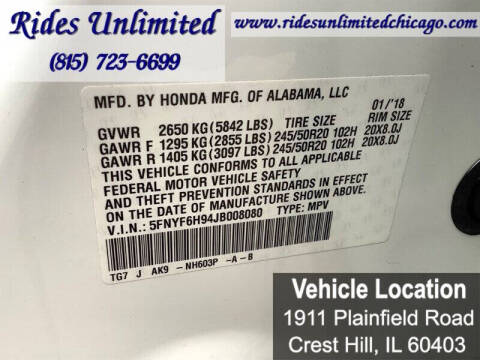 Rides Unlimited
(815) 723-6699
www.ridesunlimitedchicago.com
MFD. BY HONDA MFG. OF ALABAMA, LLC 01/'18
GVWR 2650 KG(5842 LBS) TIRE SIZE RIM SIZE
GAWR F 1295 KG(2855 LBS)245/50R20 102H 20X8.0J
GAWR R 1405 KG(3097 LBS)245/50R20 102H 20X8.0J
THIS VEHICLE CONFORMS TO ALL APPLICABLE
FEDERAL MOTOR VEHICLE SAFETY
AND THEFT PREVENTION STANDARDS IN EFFECT
ON THE DATE OF MANUFACTURE SHOWN ABOVE.
V.I.N.: 5FNYF6H94JB008080 TYPE: MPV
TG7 J AK9 -NH603P -A-B
Vehicle Location
1911 Plainfield Road
Crest Hill, IL 60403